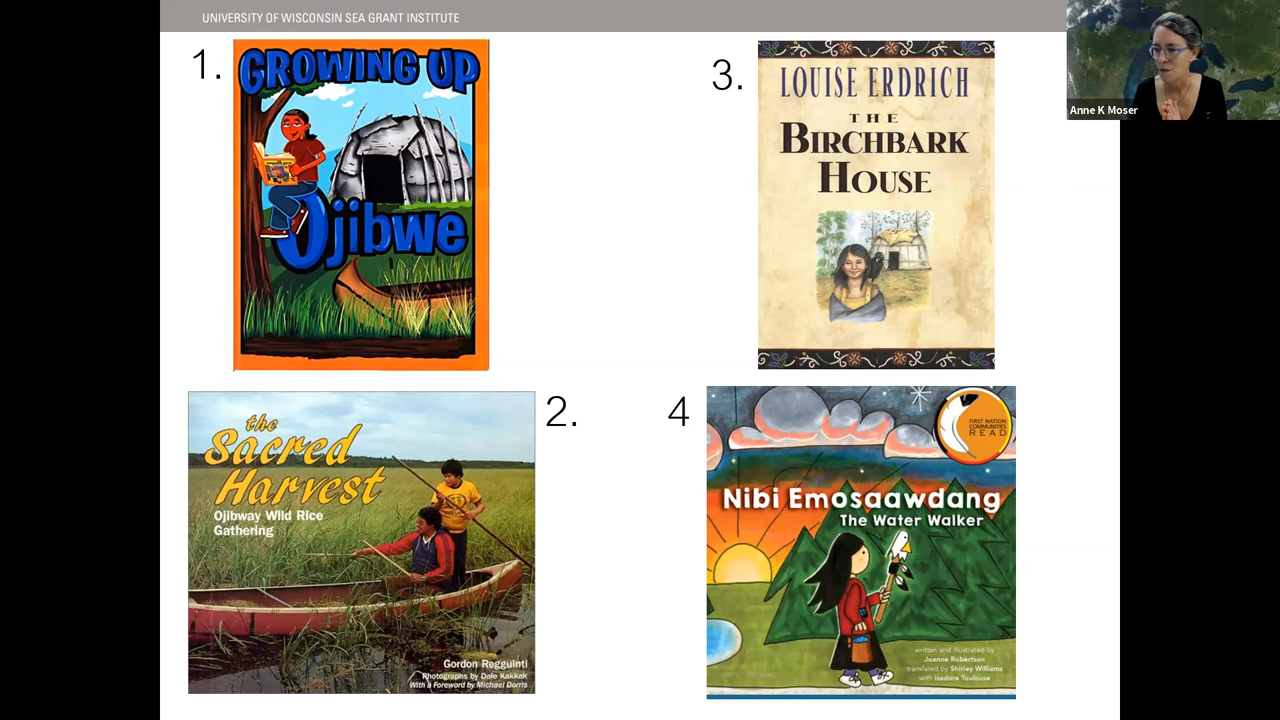 UNIVERSITY OF WISCONSIN SEA GRANT INSTITUTE
Anne K Moser
1.
GROWING UP
Ojibwe
3.
LOUISE ERDRICH
THE
BIRCHBARK
HOUSE
2.
the
Sacred
Harvest
Ojibway Wild Rice
Gathering
Gordon Regguinti
Photographs by Dale Kakkak
With a Foreword by Michael Dorris
4
FIRST NATION
COMMUNITIES
READ
Nibi Emosaawdang
The Water Walker
written and illustrated by
Joanne Robertson
translated by Shirley Williams
with Isadore Toulouse